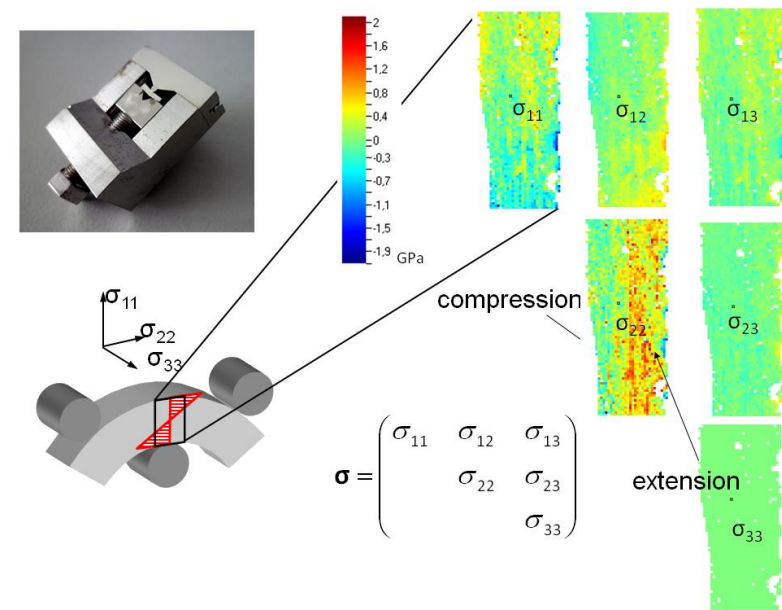 2
1,6
1,2
0,8
0,4
0
-0,3
-0,7
-1,1
-1,5
-1,9
GPa
σ11
σ12
σ13
σ22
σ23
σ33
compression
extension
σ11
σ22
σ33
σ = ( σ11 σ12 σ13
σ22 σ23
σ33 )